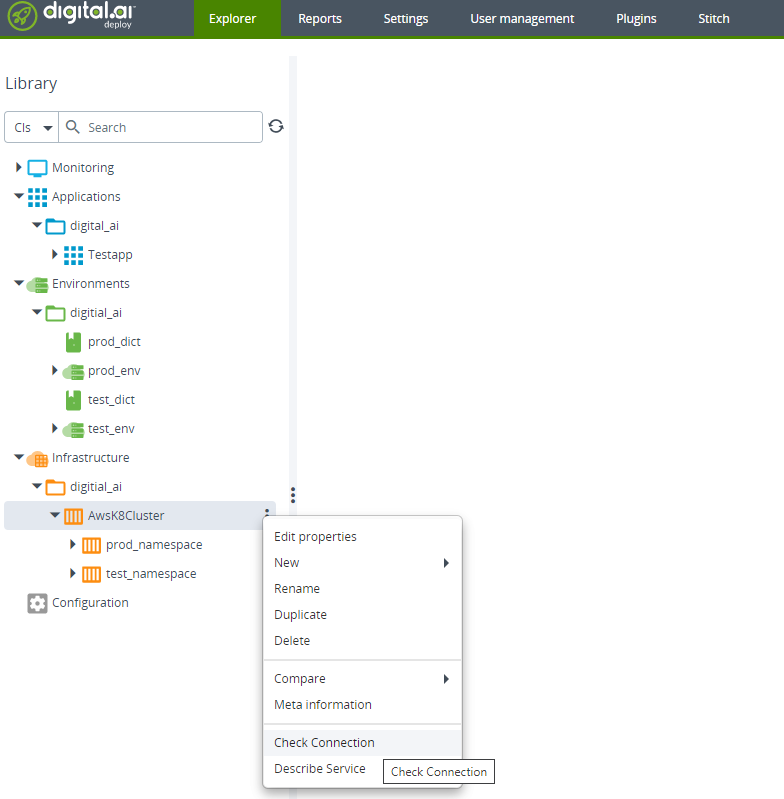 digital.ai
deploy
Explorer Reports Settings User management Plugins Stitch
Library
CIs Search
Monitoring
Applications
digital_ai
Testapp
Environments
digitial_ai
prod_dict
prod_env
test_dict
test_env
Infrastructure
digitial_ai
AwsK8Cluster
prod_namespace
test_namespace
Configuration
Edit properties
New
Rename
Duplicate
Delete
Compare
Meta information
Check Connection
Describe Service
Check Connection